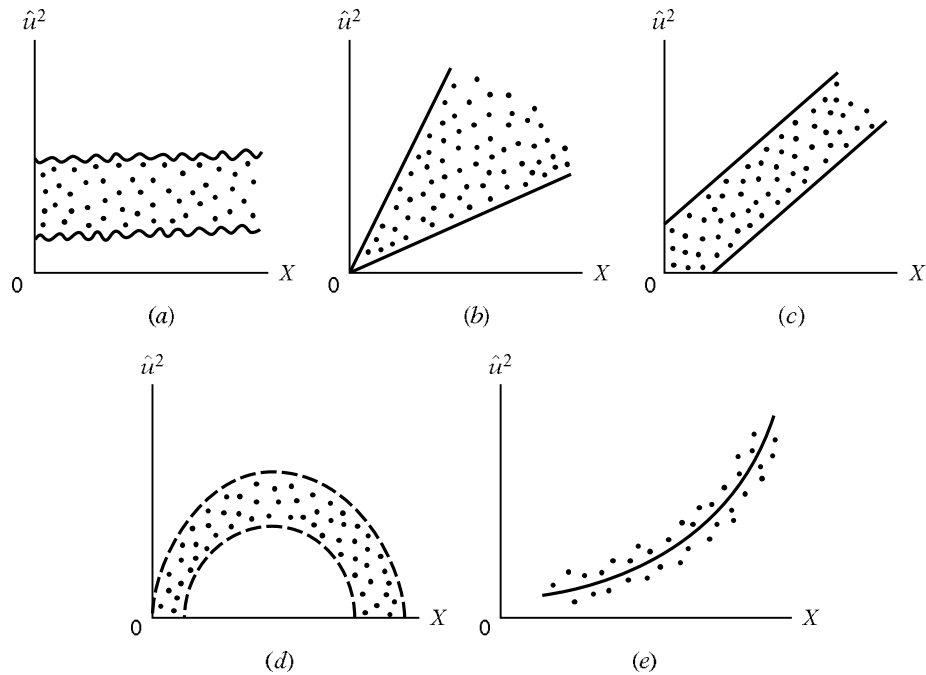 û² û² û²
0 X 0 X 0 X
(a) (b) (c)
û² û²
0 X 0 X
(d) (e)